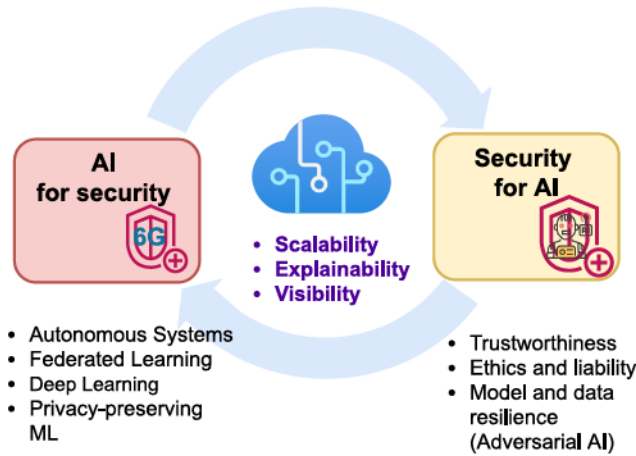 AI
for security
6G
Security
for AI
• Scalability
• Explainability
• Visibility
• Autonomous Systems
• Federated Learning
• Deep Learning
• Privacy-preserving
ML
• Trustworthiness
• Ethics and liability
• Model and data
resilience
(Adversarial AI)